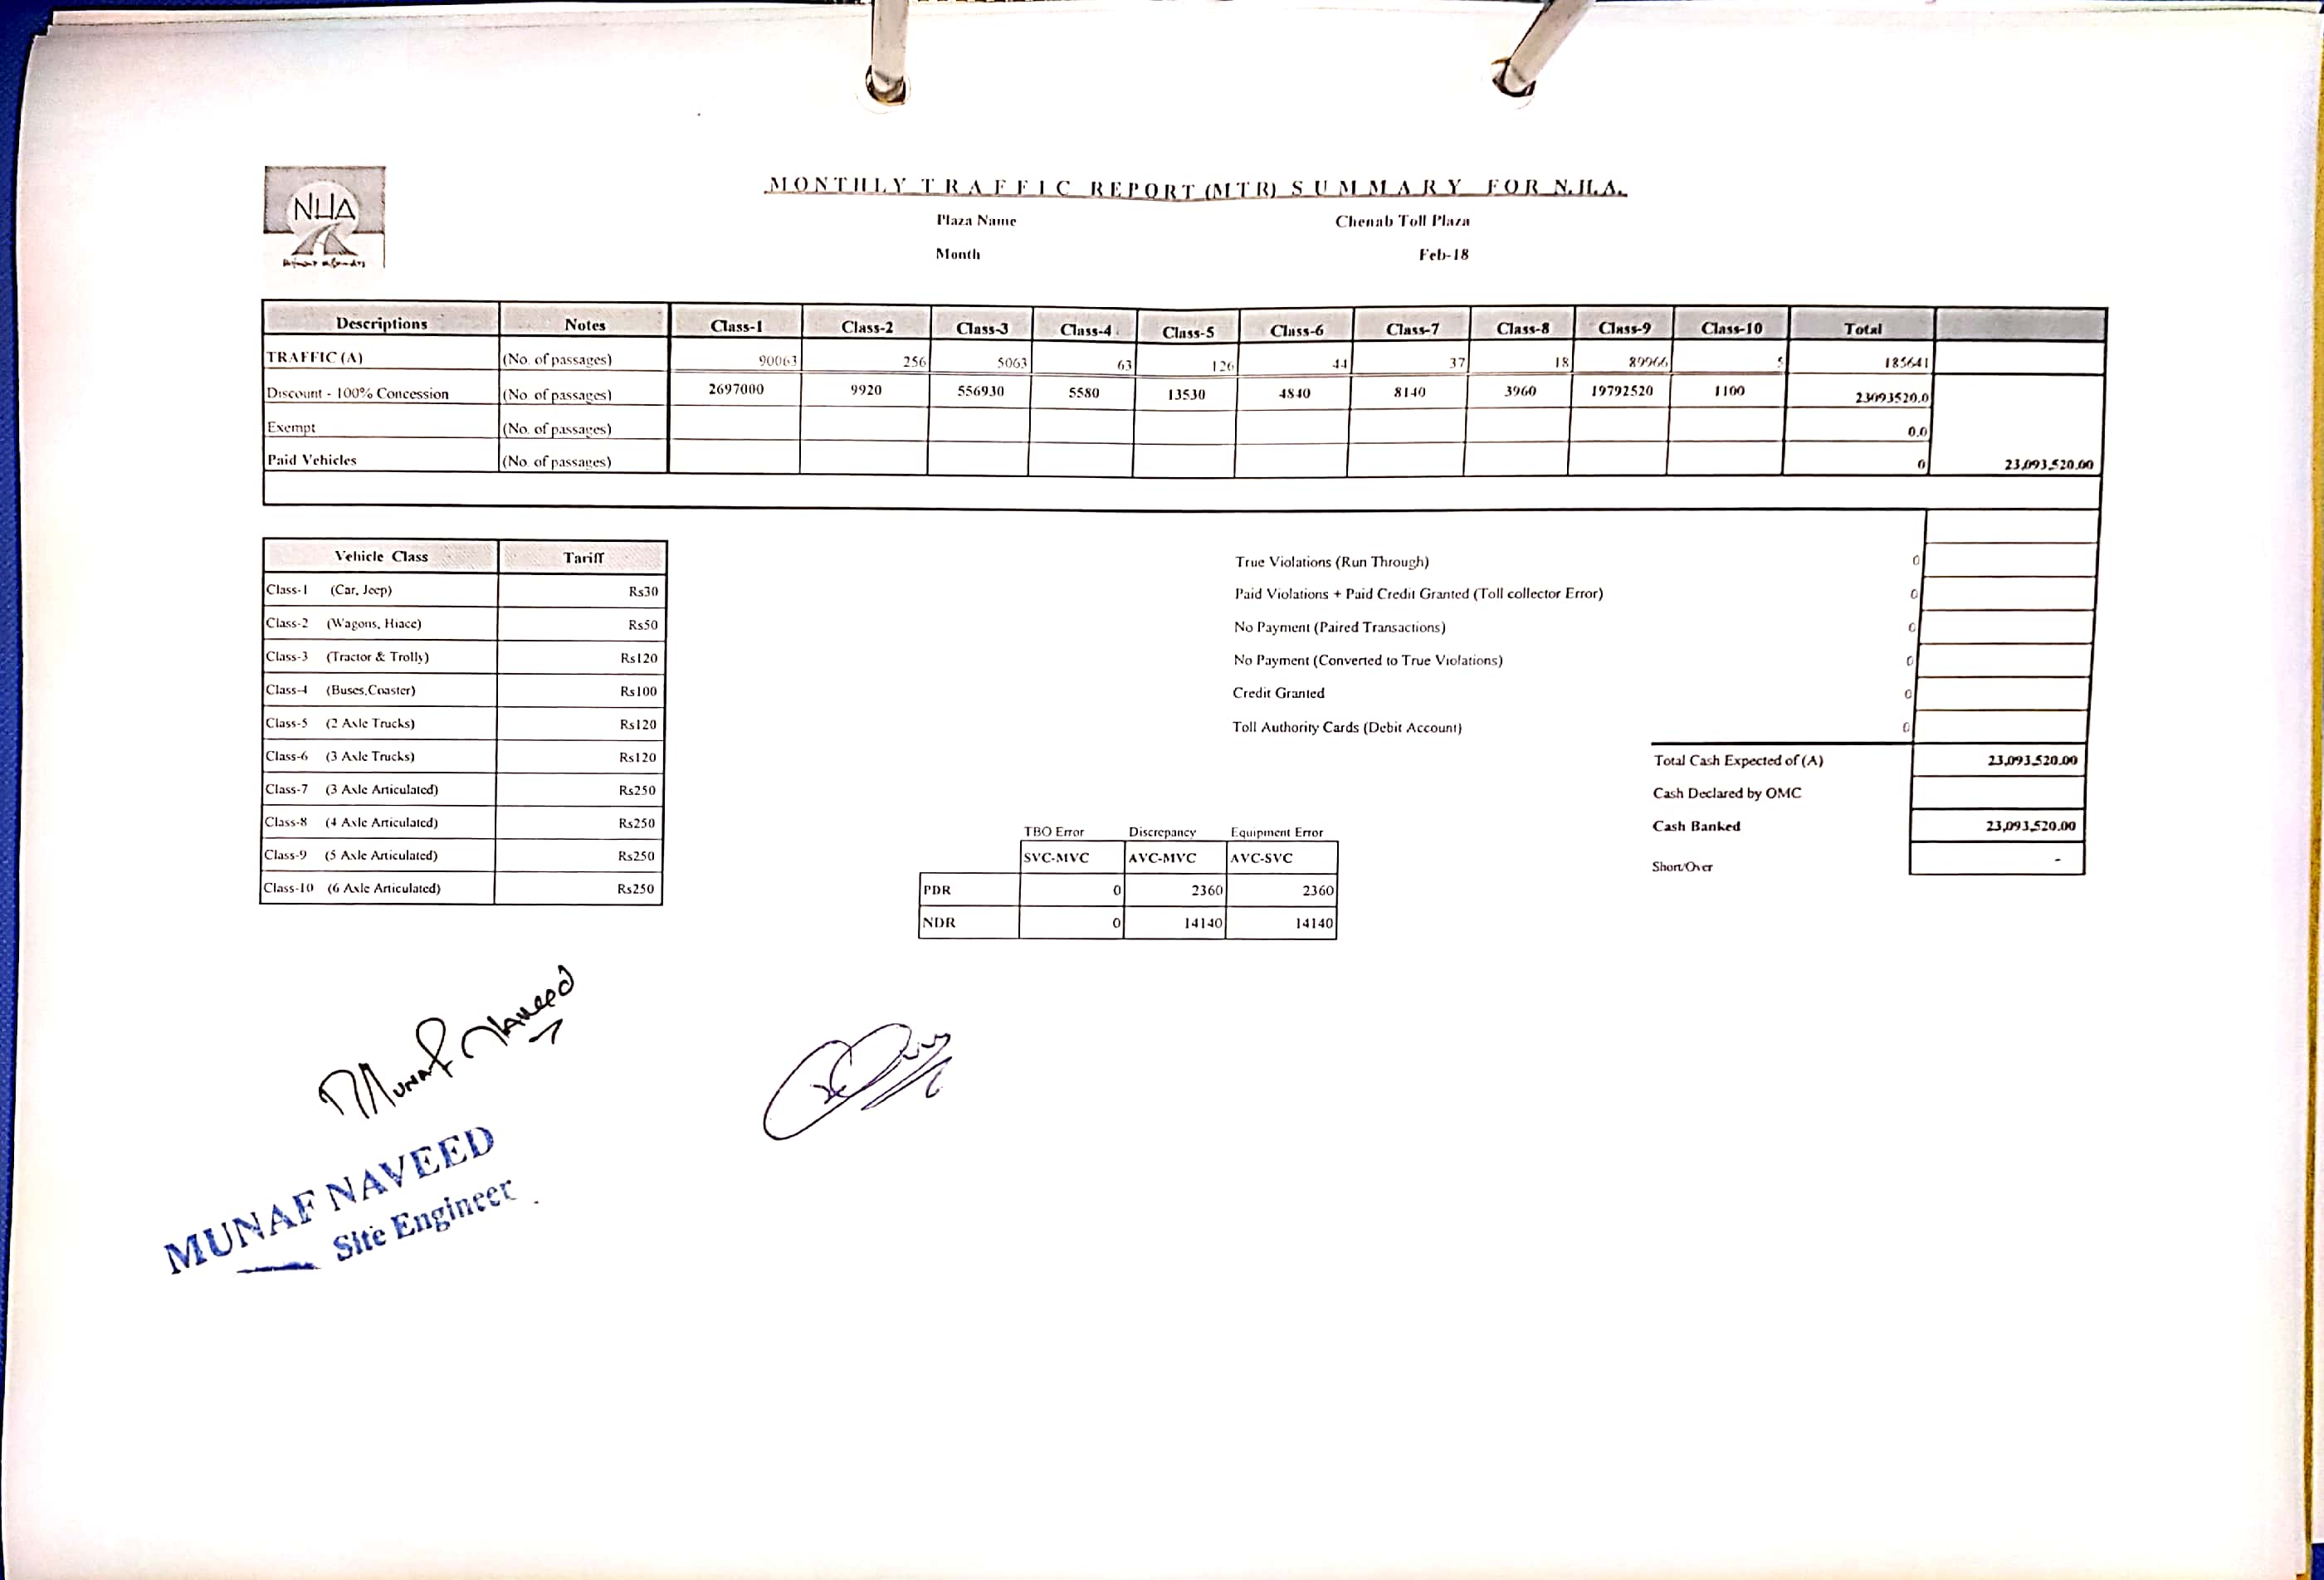 NHA
MONTHLY TRAFFIC REPORT (MTR) SUMMARY FOR N.H.A.
Plaza Name Chenab Toll Plaza
Month Feb-18
Descriptions Notes Class-1 Class-2 Class-3 Class-4 Class-5 Class-6 Class-7 Class-8 Class-9 Class-10 Total
TRAFFIC (A) (No. of passages) 90063 256 5063 63 126 44 37 18 89966 5 185641
Discount - 100% Concession (No. of passages) 2697000 9920 556930 5580 13530 4840 8140 3960 19792520 1100 23093520.0
Exempt (No. of passages) 0.0
Paid Vehicles (No. of passages) 0 23,093,520.00
Vehicle Class Tariff
Class-1 (Car, Jeep) Rs30
Class-2 (Wagons, Hiace) Rs50
Class-3 (Tractor & Trolly) Rs120
Class-4 (Buses,Coaster) Rs100
Class-5 (2 Axle Trucks) Rs120
Class-6 (3 Axle Trucks) Rs120
Class-7 (3 Axle Articulated) Rs250
Class-8 (4 Axle Articulated) Rs250
Class-9 (5 Axle Articulated) Rs250
Class-10 (6 Axle Articulated) Rs250
True Violations (Run Through) 0
Paid Violations + Paid Credit Granted (Toll collector Error) 0
No Payment (Paired Transactions) 0
No Payment (Converted to True Violations) 0
Credit Granted 0
Toll Authority Cards (Debit Account) 0
Total Cash Expected of (A) 23,093,520.00
Cash Declared by OMC
Cash Banked 23,093,520.00
Short/Over -
TBO Error Discrepancy Equipment Error
SVC-MVC AVC-MVC AVC-SVC
PDR 0 2360 2360
NDR 0 14140 14140
Munaf Naveed
MUNAF NAVEED
Site Engineer